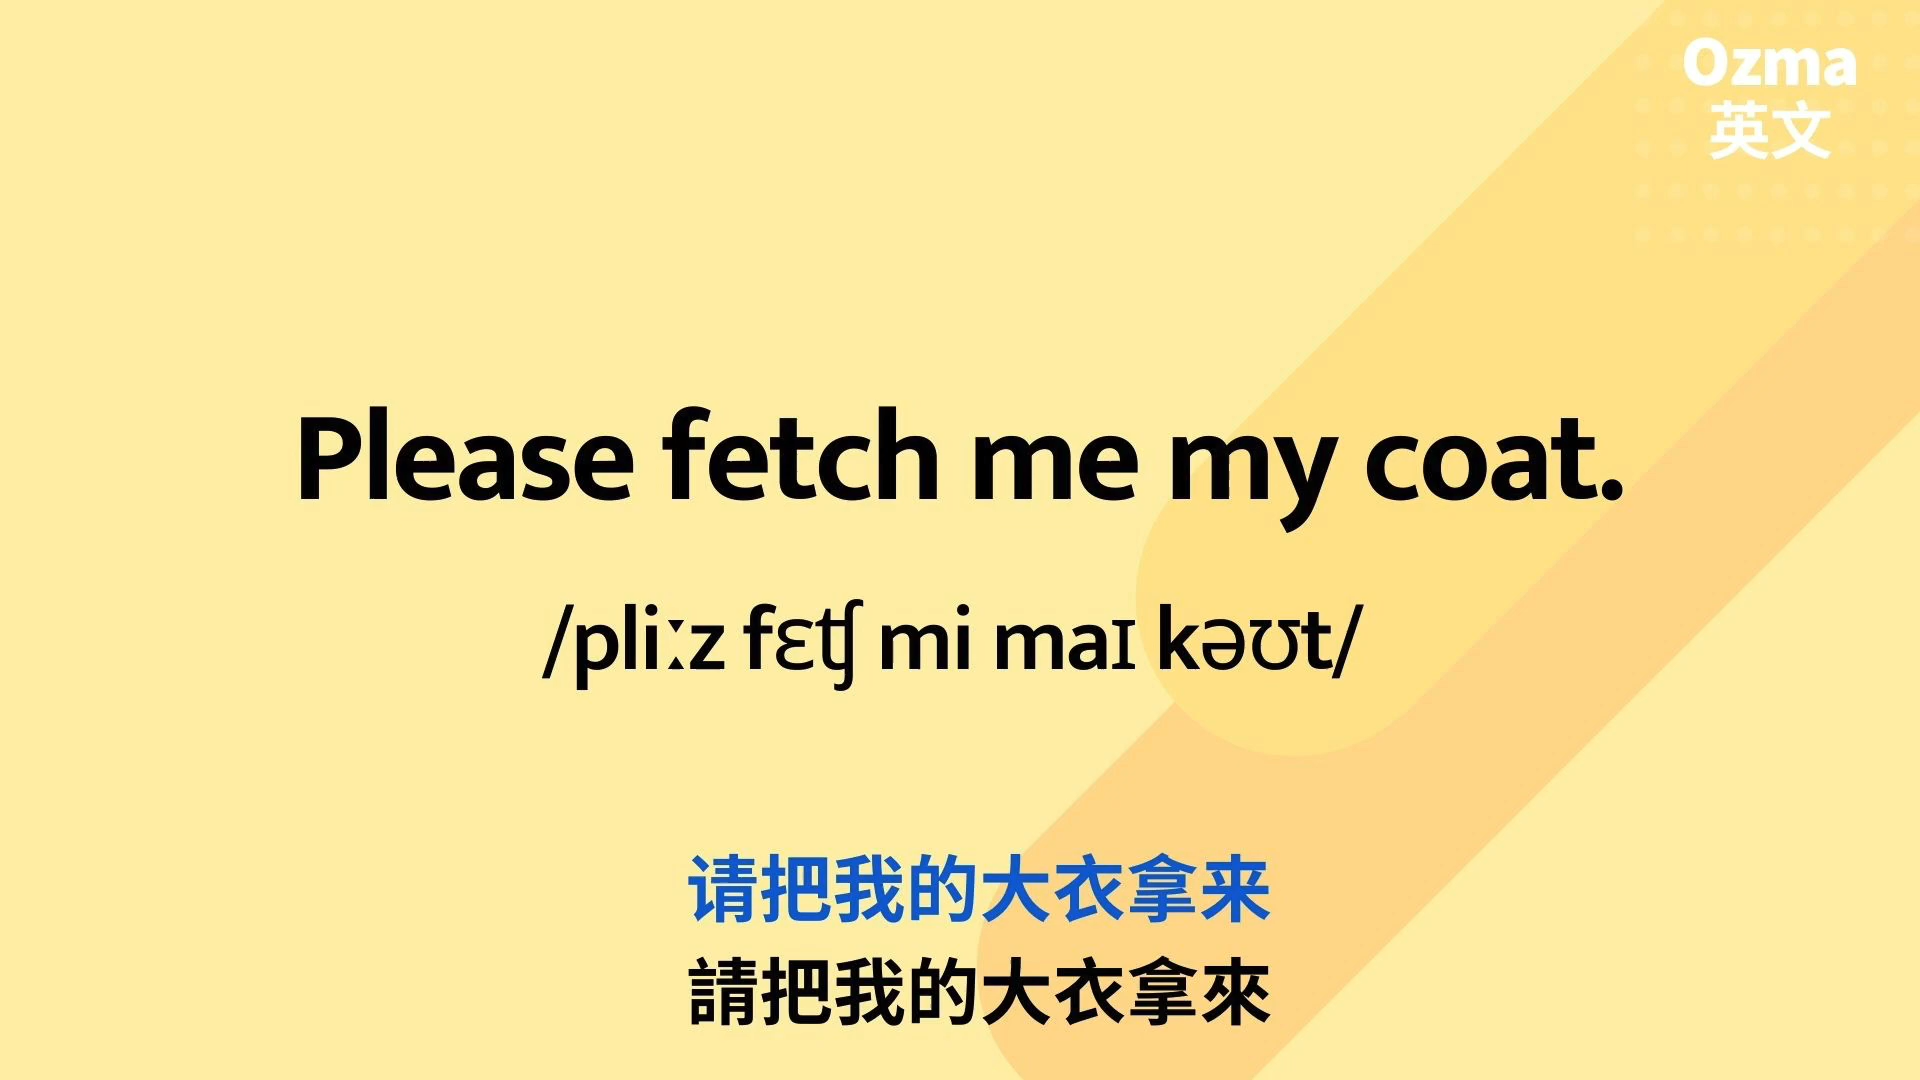 Ozma
英文
Please fetch me my coat.
/pliːz fɛʧ mi maɪ kəʊt/
请把我的大衣拿来
請把我的大衣拿來